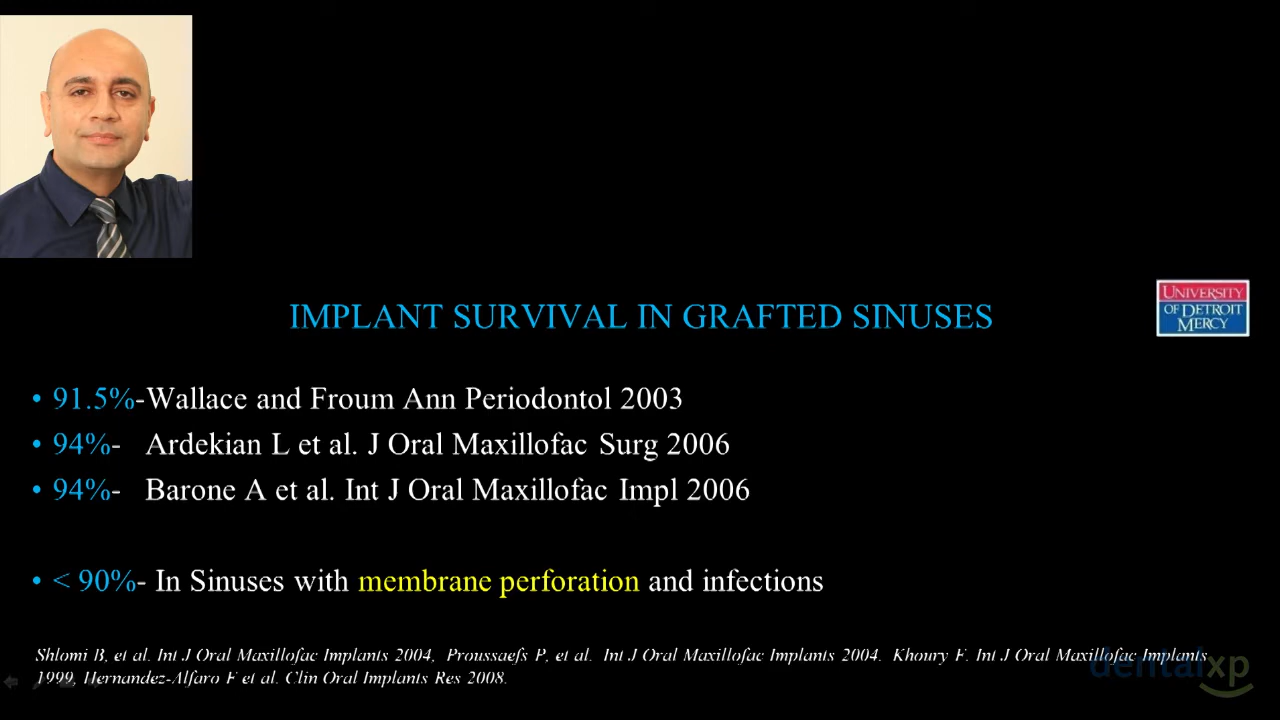 IMPLANT SURVIVAL IN GRAFTED SINUSES
UNIVERSITY
OF DETROIT
MERCY
• 91.5%-Wallace and Froum Ann Periodontol 2003
• 94%- Ardekian L et al. J Oral Maxillofac Surg 2006
• 94%- Barone A et al. Int J Oral Maxillofac Impl 2006
• < 90%- In Sinuses with membrane perforation and infections
Shlomi B, et al. Int J Oral Maxillofac Implants 2004, Proussaefs P, et al. Int J Oral Maxillofac Implants 2004. Khoury F. Int J Oral Maxillofac Implants
1999, Hernandez-Alfaro F et al. Clin Oral Implants Res 2008.
dentalxp